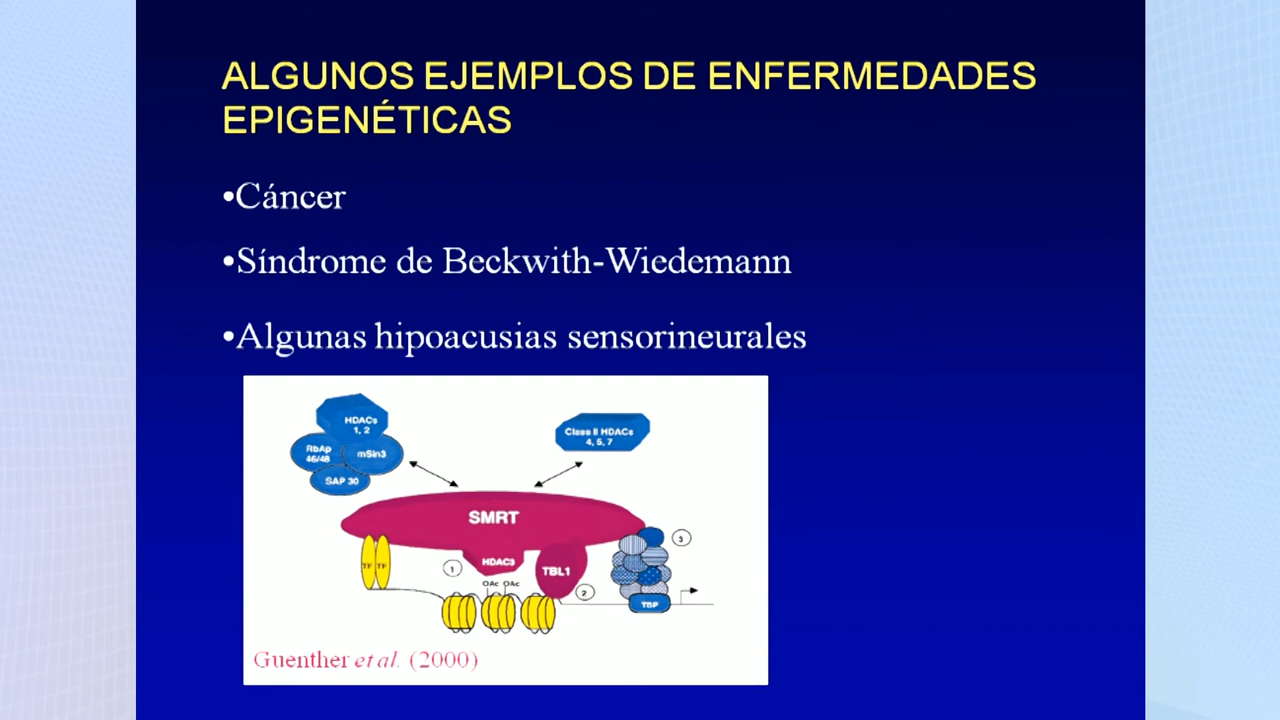 ALGUNOS EJEMPLOS DE ENFERMEDADES
EPIGENÉTICAS
•Cáncer
•Síndrome de Beckwith-Wiedemann
•Algunas hipoacusias sensorineurales
HDACs
1, 2
RbAp
46/48
mSin3
SAP 30
Class II HDACs
4, 5, 7
SMRT
3
TF TF
1
HDAC3
TBL1
OAc OAc
2
TBP
Guenther et al. (2000)